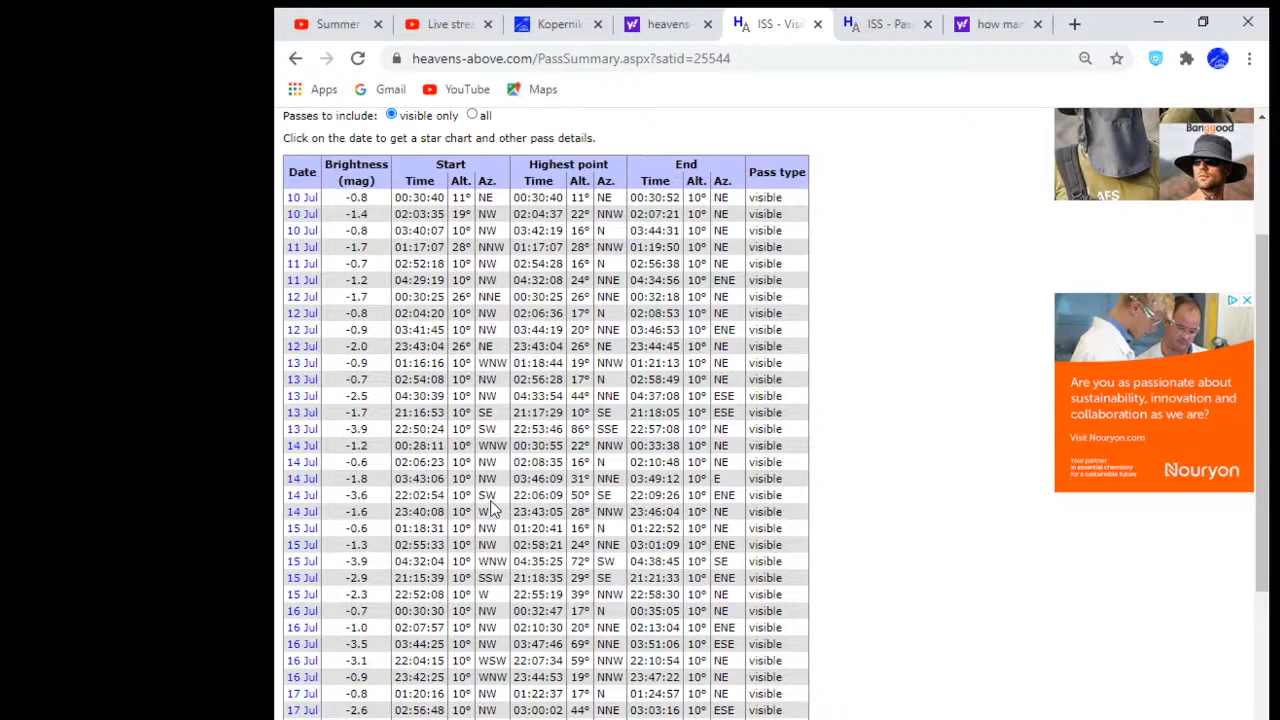 Summer
Live strea
Kopernik
heavens-
ISS - Visi
ISS - Pas
how mar
heavens-above.com/PassSummary.aspx?satid=25544
Apps Gmail YouTube Maps
Passes to include: visible only all
Click on the date to get a star chart and other pass details.
Date Brightness (mag) Start Highest point End Pass type
Time Alt. Az. Time Alt. Az. Time Alt. Az.
10 Jul -0.8 00:30:40 11° NE 00:30:40 11° NE 00:30:52 10° NE visible
10 Jul -1.4 02:03:35 19° NW 02:04:37 22° NNW 02:07:21 10° NE visible
10 Jul -0.8 03:40:07 10° NW 03:42:19 16° N 03:44:31 10° NE visible
11 Jul -1.7 01:17:07 28° NNW 01:17:07 28° NNW 01:19:50 10° NE visible
11 Jul -0.7 02:52:18 10° NW 02:54:28 16° N 02:56:38 10° NE visible
11 Jul -1.2 04:29:19 10° NW 04:32:08 24° NNE 04:34:56 10° ENE visible
12 Jul -1.7 00:30:25 26° NNE 00:30:25 26° NNE 00:32:18 10° NE visible
12 Jul -0.8 02:04:20 10° NW 02:06:36 17° N 02:08:53 10° NE visible
12 Jul -0.9 03:41:45 10° NW 03:44:19 20° NNE 03:46:53 10° ENE visible
12 Jul -2.0 23:43:04 26° NE 23:43:04 26° NE 23:44:45 10° NE visible
13 Jul -0.9 01:16:16 10° WNW 01:18:44 19° NNW 01:21:13 10° NE visible
13 Jul -0.7 02:54:08 10° NW 02:56:28 17° N 02:58:49 10° NE visible
13 Jul -2.5 04:30:39 10° NW 04:33:54 44° NNE 04:37:08 10° ESE visible
13 Jul -1.7 21:16:53 10° SE 21:17:29 10° SE 21:18:05 10° ESE visible
13 Jul -3.9 22:50:24 10° SW 22:53:46 86° SSE 22:57:08 10° NE visible
14 Jul -1.2 00:28:11 10° WNW 00:30:55 22° NNW 00:33:38 10° NE visible
14 Jul -0.6 02:06:23 10° NW 02:08:35 16° N 02:10:48 10° NE visible
14 Jul -1.8 03:43:06 10° NW 03:46:09 31° NNE 03:49:12 10° E visible
14 Jul -3.6 22:02:54 10° SW 22:06:09 50° SE 22:09:26 10° ENE visible
14 Jul -1.6 23:40:08 10° 23:43:05 28° NNW 23:46:04 10° NE visible
15 Jul -0.6 01:18:31 10° NW 01:20:41 16° N 01:22:52 10° NE visible
15 Jul -1.3 02:55:33 10° NW 02:58:21 24° NNE 03:01:09 10° ENE visible
15 Jul -3.9 04:32:04 10° WNW 04:35:25 72° SW 04:38:45 10° SE visible
15 Jul -2.9 21:15:39 10° SSW 21:18:35 29° SE 21:21:33 10° ENE visible
15 Jul -2.3 22:52:08 10° W 22:55:19 39° NNW 22:58:30 10° NE visible
16 Jul -0.7 00:30:30 10° NW 00:32:47 17° N 00:35:05 10° NE visible
16 Jul -1.0 02:07:57 10° NW 02:10:30 20° NNE 02:13:04 10° ENE visible
16 Jul -3.5 03:44:25 10° NW 03:47:46 69° NNE 03:51:06 10° ESE visible
16 Jul -3.1 22:04:15 10° WSW 22:07:34 59° NNW 22:10:54 10° NE visible
16 Jul -0.9 23:42:25 10° WNW 23:44:53 19° NNW 23:47:22 10° NE visible
17 Jul -0.8 01:20:16 10° NW 01:22:37 17° N 01:24:57 10° NE visible
17 Jul -2.6 02:56:48 10° NW 03:00:02 44° NNE 03:03:16 10° ESE visible
Banggood
AFS
Are you as passionate about
sustainability, innovation and
collaboration as we are?
Visit Nouryon.com
Your partner
in essential chemistry
for a sustainable future
Nouryon